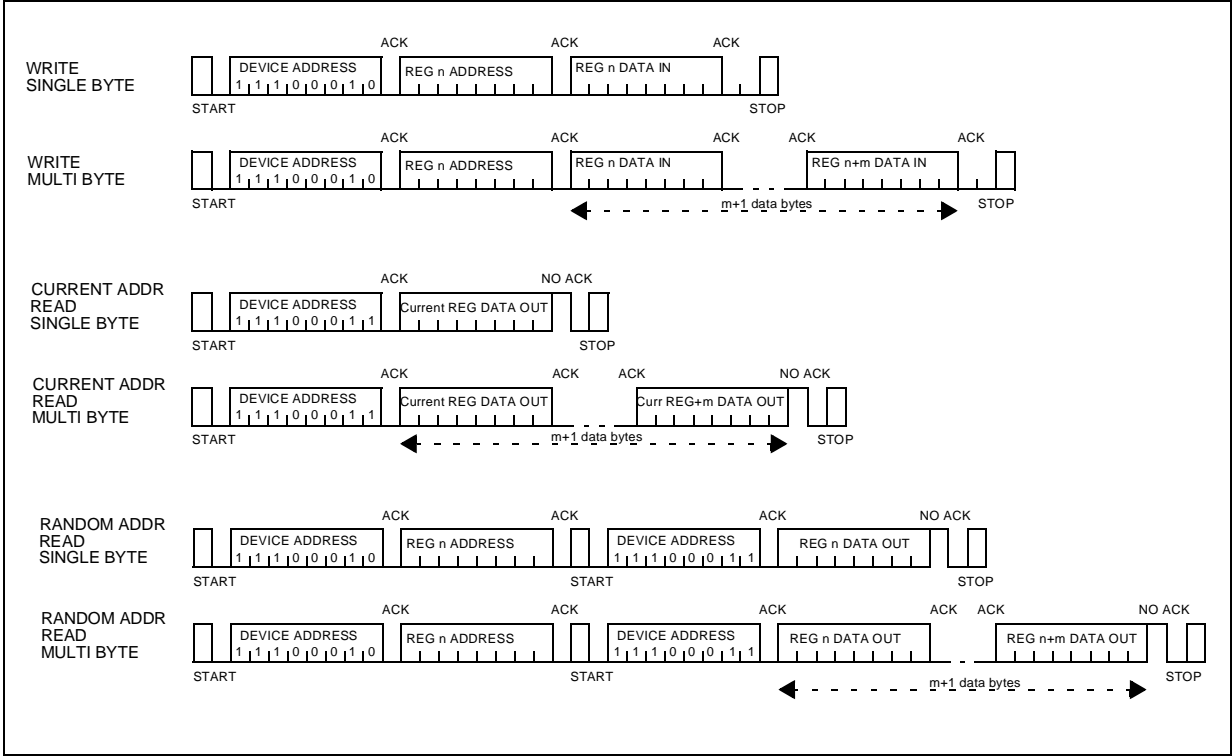 ACK ACK ACK
WRITE
SINGLE BYTE
DEVICE ADDRESS REG n ADDRESS REG n DATA IN
1 1 1 0 0 0 1 0
START STOP
ACK ACK ACK ACK ACK
WRITE
MULTI BYTE
DEVICE ADDRESS REG n ADDRESS REG n DATA IN REG n+m DATA IN
1 1 1 0 0 0 1 0
START m+1 data bytes STOP
ACK NO ACK
CURRENT ADDR
READ
SINGLE BYTE
DEVICE ADDRESS Current REG DATA OUT
1 1 1 0 0 0 1 1
START STOP
ACK ACK ACK NO ACK
CURRENT ADDR
READ
MULTI BYTE
DEVICE ADDRESS Current REG DATA OUT Curr REG+m DATA OUT
1 1 1 0 0 0 1 1
START m+1 data bytes STOP
ACK ACK ACK NO ACK
RANDOM ADDR
READ
SINGLE BYTE
DEVICE ADDRESS REG n ADDRESS DEVICE ADDRESS REG n DATA OUT
1 1 1 0 0 0 1 0 1 1 1 0 0 0 1 1
START START STOP
ACK ACK ACK ACK ACK NO ACK
RANDOM ADDR
READ
MULTI BYTE
DEVICE ADDRESS REG n ADDRESS DEVICE ADDRESS REG n DATA OUT REG n+m DATA OUT
1 1 1 0 0 0 1 0 1 1 1 0 0 0 1 1
START START m+1 data bytes STOP